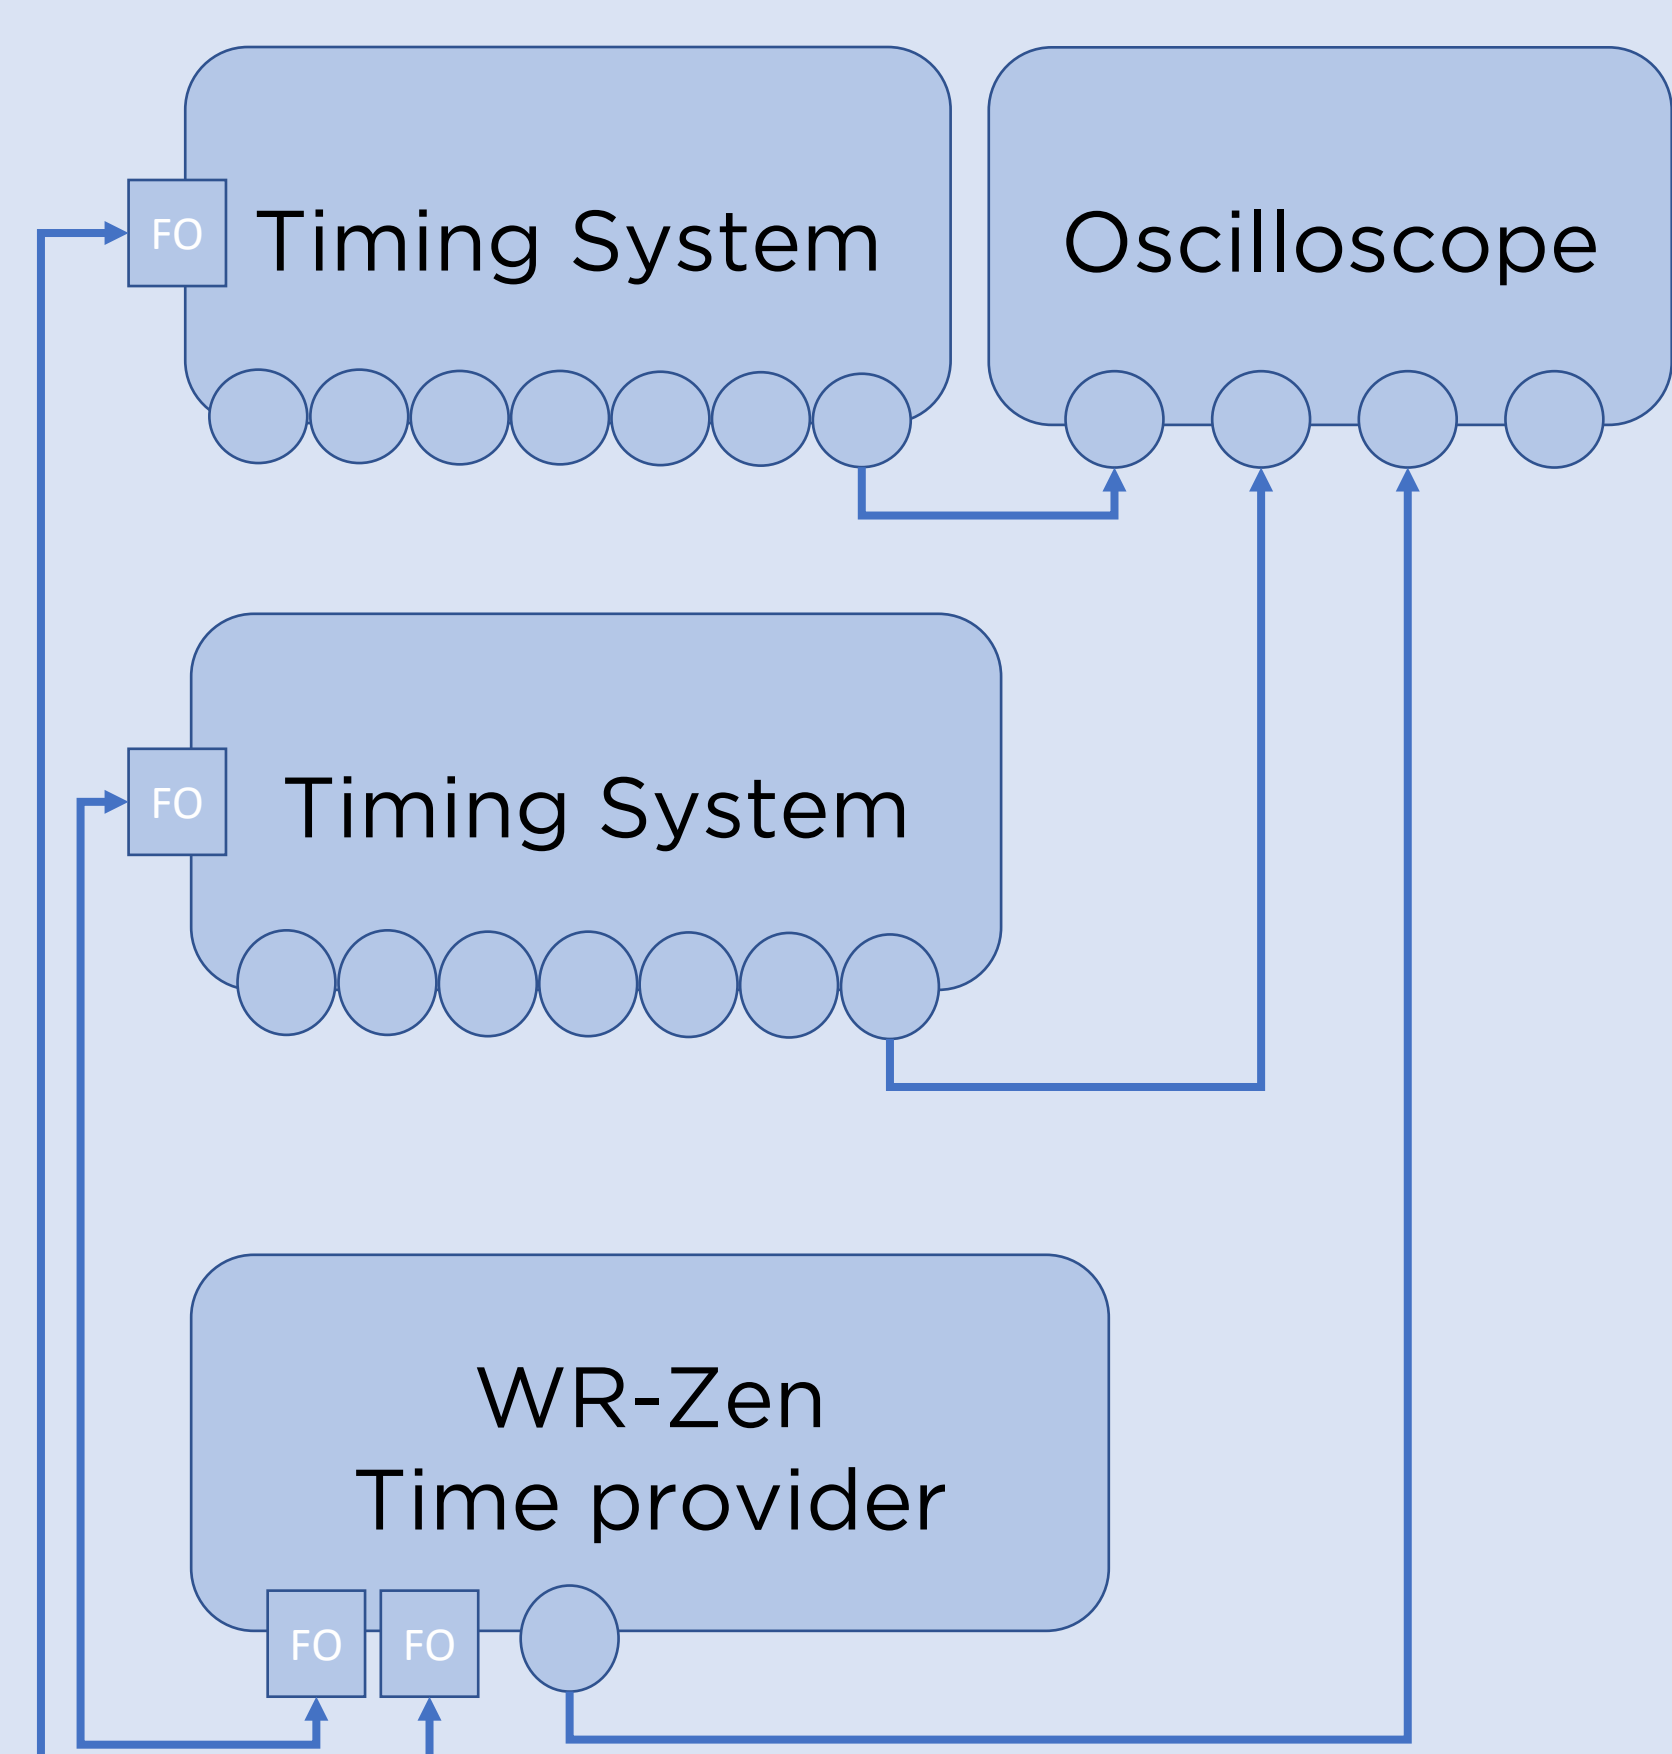 FO
Timing System
Oscilloscope
FO
Timing System
WR-Zen
Time provider
FO
FO